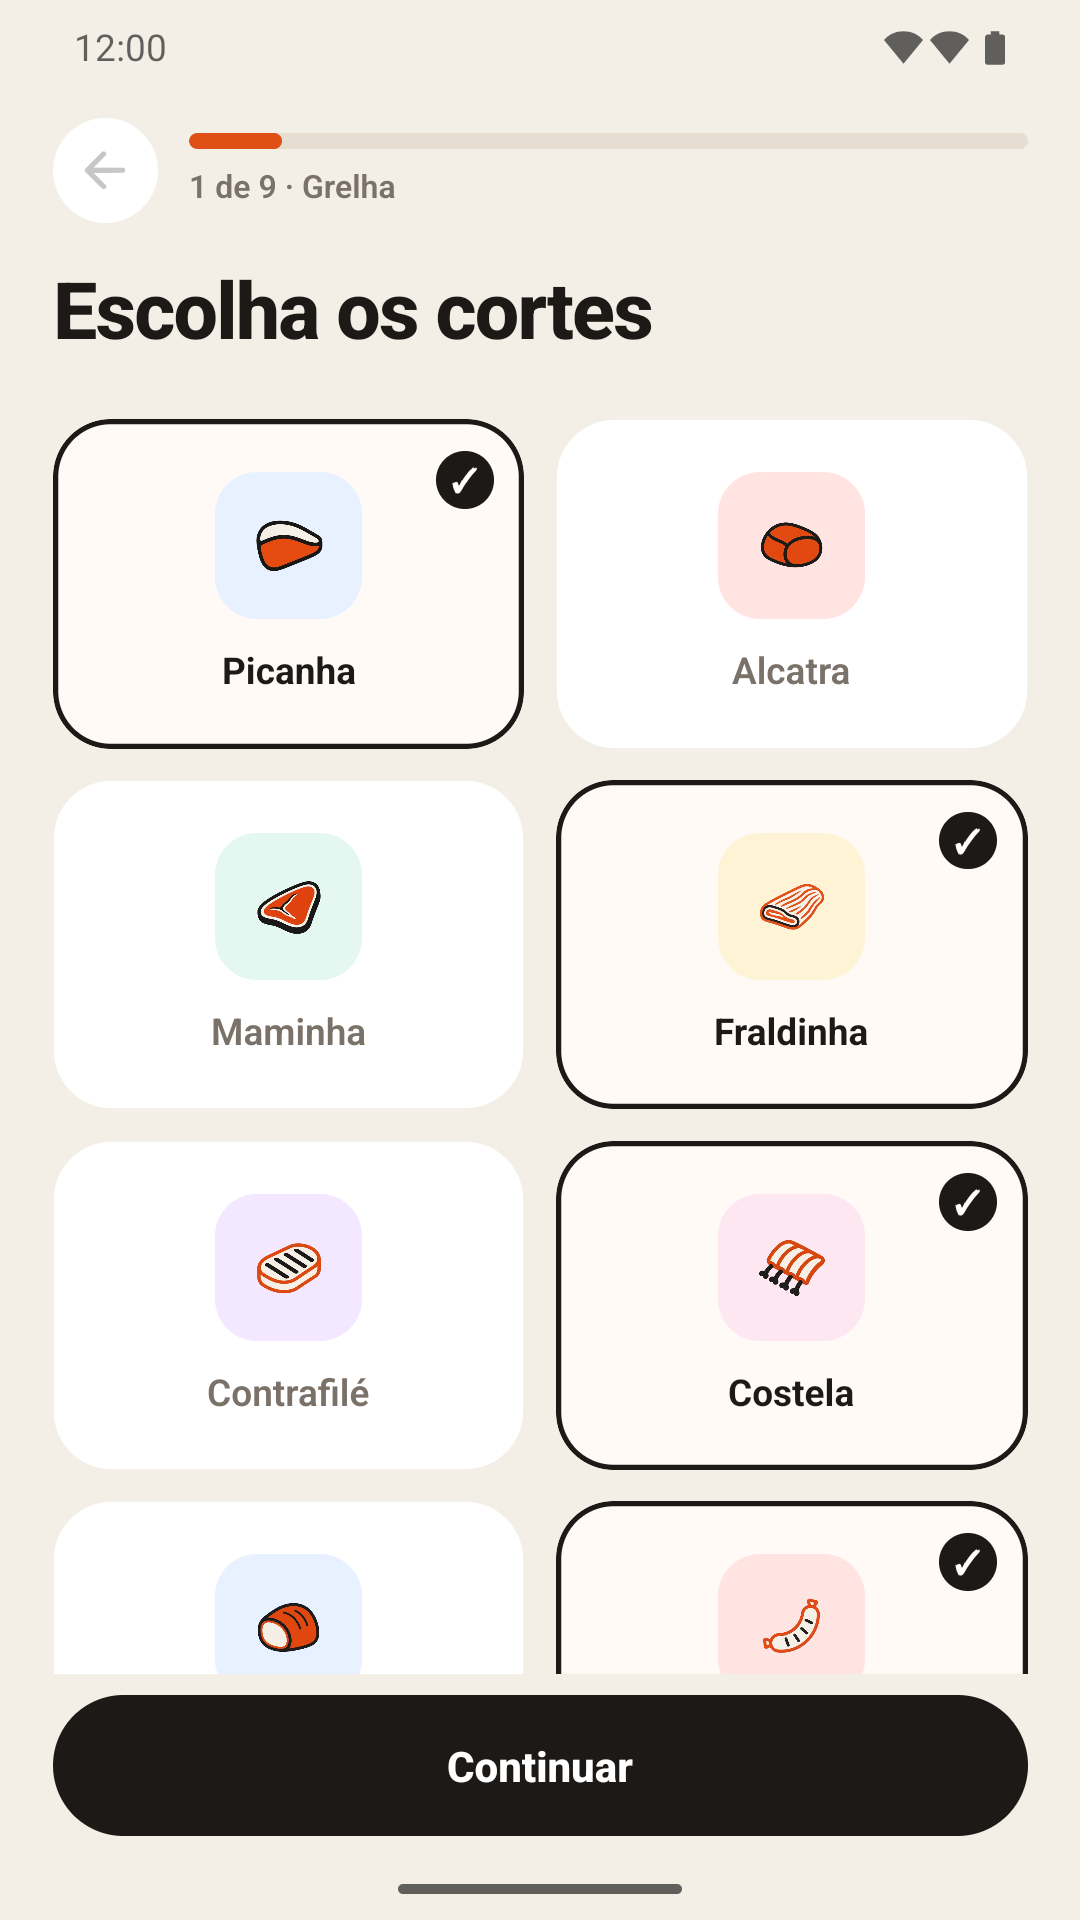 12:00
1 de 9 · Grelha
Escolha os cortes
Picanha
Alcatra
Maminha
Fraldinha
Contrafilé
Costela
Continuar